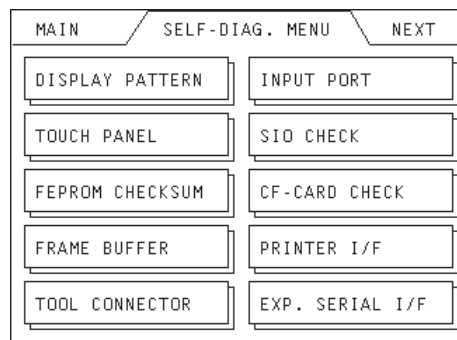 MAIN SELF-DIAG. MENU NEXT
DISPLAY PATTERN INPUT PORT
TOUCH PANEL SIO CHECK
FEPROM CHECKSUM CF-CARD CHECK
FRAME BUFFER PRINTER I/F
TOOL CONNECTOR EXP. SERIAL I/F